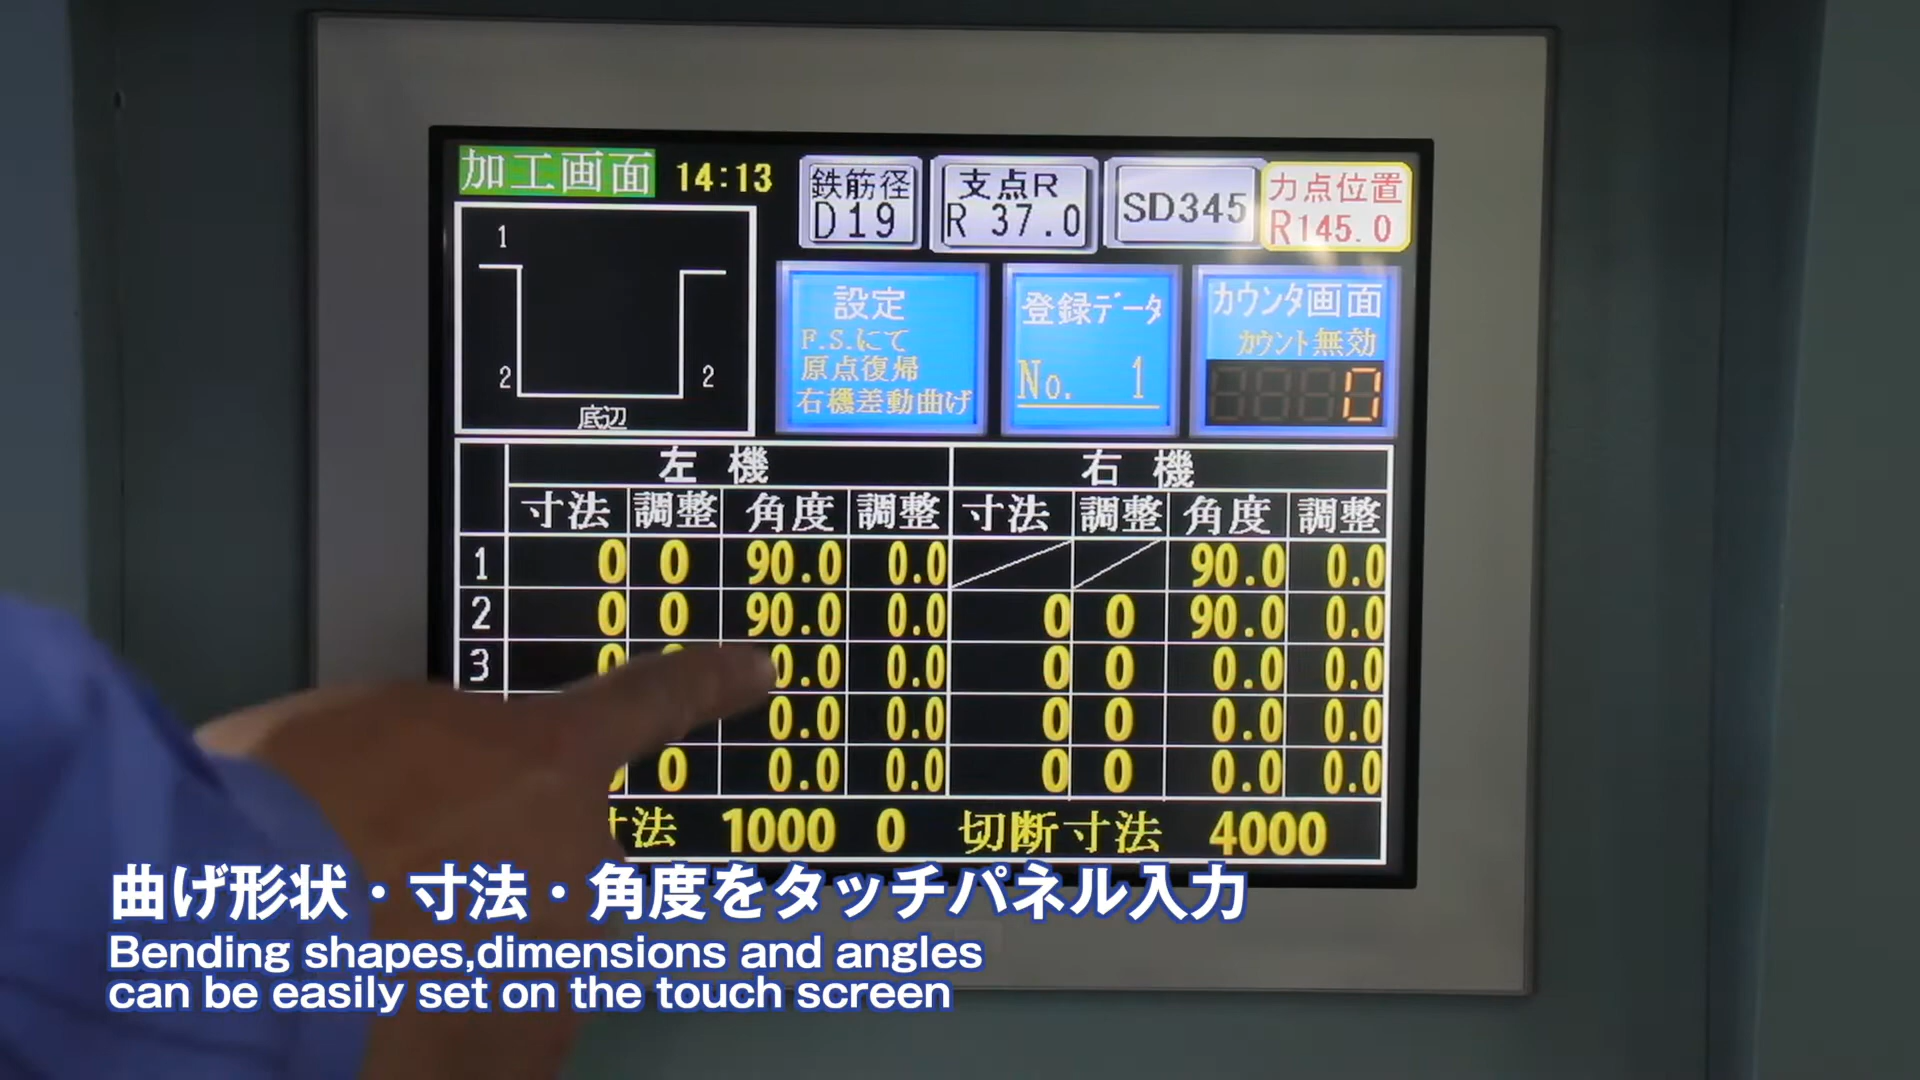 加工画面 14:13
鉄筋径
D19
支点R
R 37.0
SD345
力点位置
R145.0
1
2 2
底辺
設定
F.S.にて
原点復帰
右機差動曲げ
登録データ
No. 1
カウンタ画面
カウント無効
0
左 機 右 機
寸法 調整 角度 調整 寸法 調整 角度 調整
1 0 0 90.0 0.0 90.0 0.0
2 0 0 90.0 0.0 0 0 90.0 0.0
3 0 0 0.0 0.0 0 0 0.0 0.0
0.0 0.0 0 0 0.0 0.0
0 0.0 0.0 0 0 0.0 0.0
寸法 1000 0 切断寸法 4000
曲げ形状・寸法・角度をタッチパネル入力
Bending shapes,dimensions and angles
can be easily set on the touch screen